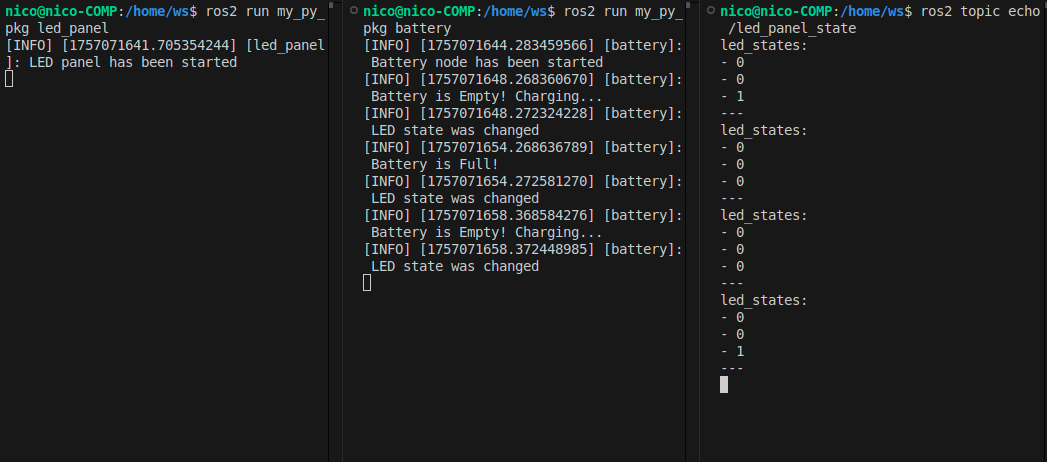 nico@nico-COMP:/home/ws$ ros2 run my_py_
pkg led_panel
[INFO] [1757071641.705354244] [led_panel
]: LED panel has been started
nico@nico-COMP:/home/ws$ ros2 run my_py_
pkg battery
[INFO] [1757071644.283459566] [battery]:
 Battery node has been started
[INFO] [1757071648.268360670] [battery]:
 Battery is Empty! Charging...
[INFO] [1757071648.272324228] [battery]:
 LED state was changed
[INFO] [1757071654.268636789] [battery]:
 Battery is Full!
[INFO] [1757071654.272581270] [battery]:
 LED state was changed
[INFO] [1757071658.368584276] [battery]:
 Battery is Empty! Charging...
[INFO] [1757071658.372448985] [battery]:
 LED state was changed
nico@nico-COMP:/home/ws$ ros2 topic echo
 /led_panel_state
led_states:
- 0
- 0
- 1
---
led_states:
- 0
- 0
- 0
---
led_states:
- 0
- 0
- 0
---
led_states:
- 0
- 0
- 1
---